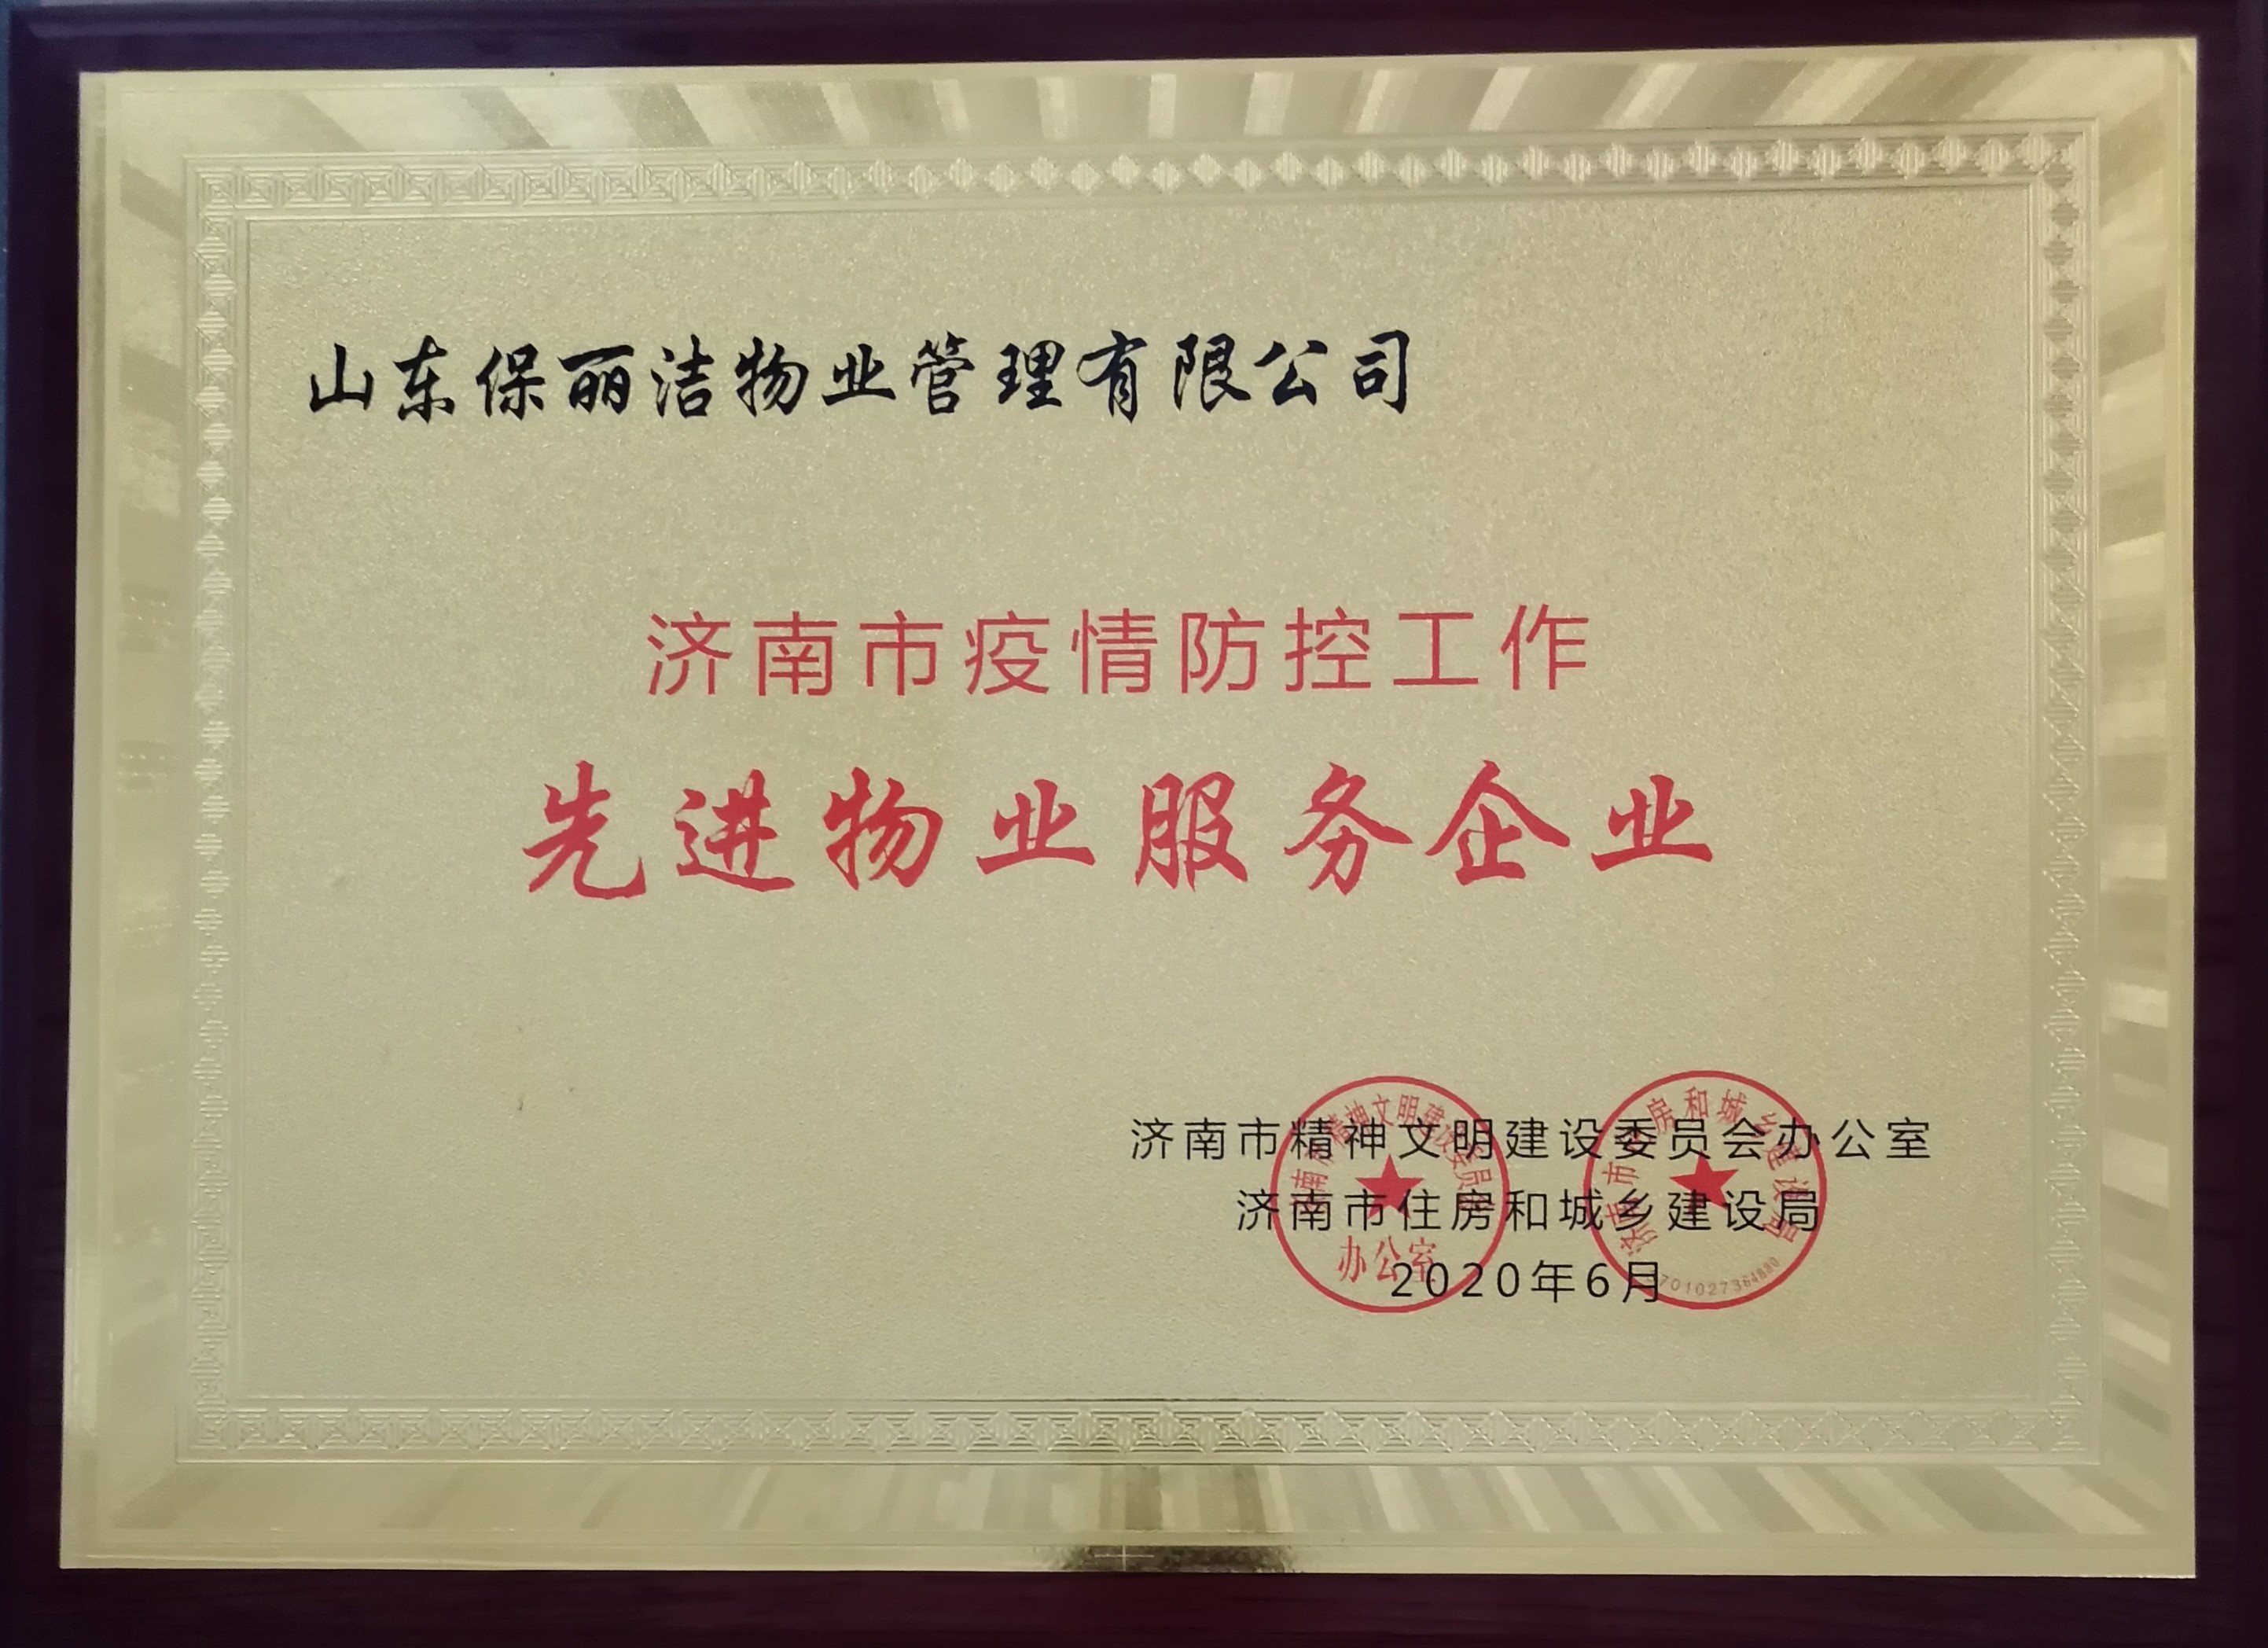 山东保丽洁物业管理有限公司
济南市疫情防控工作
先进物业服务企业
济南市精神文明建设委员会办公室
济南市住房和城乡建设局
2020年6月
办公室